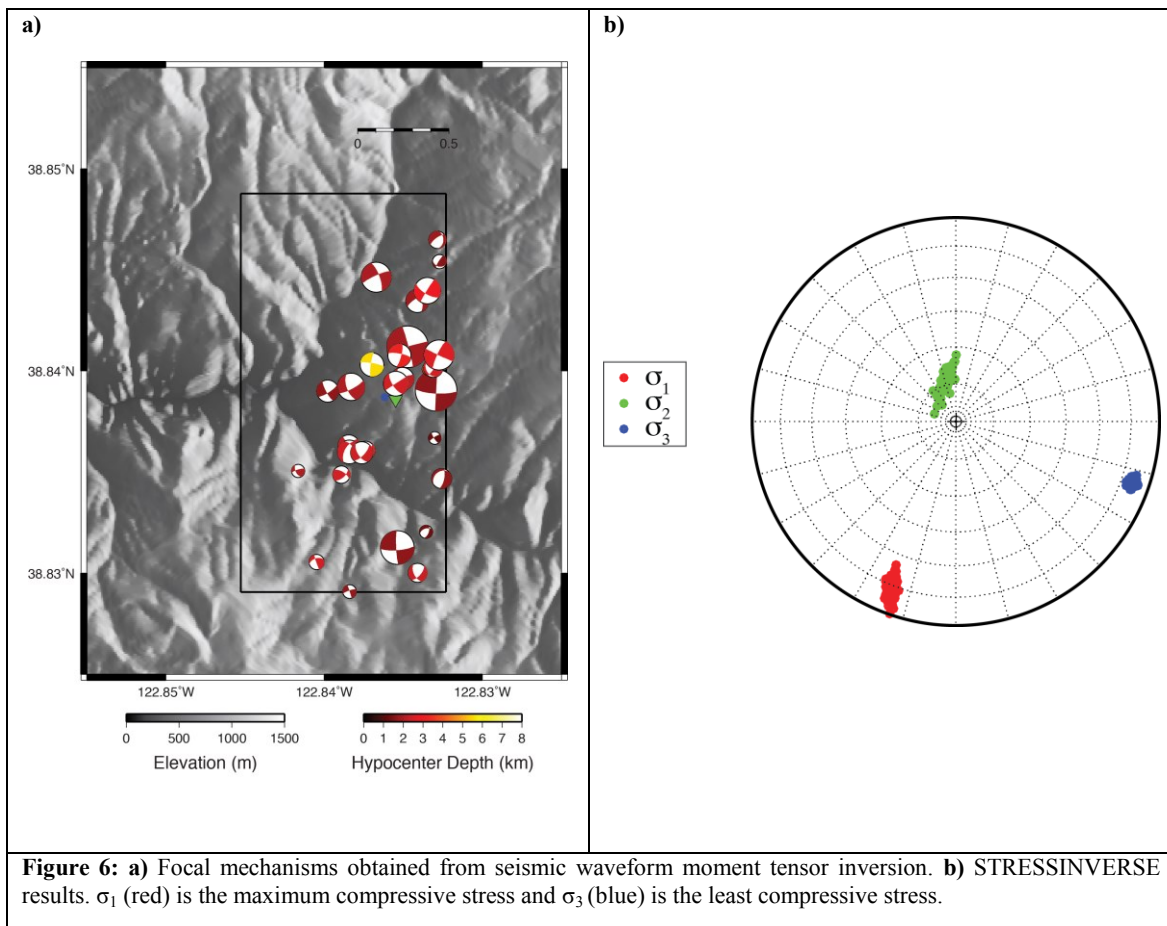 a)
b)
0 0.5
38.85°N
38.84°N
38.83°N
122.85°W 122.84°W 122.83°W
0 500 1000 1500
Elevation (m)
0 1 2 3 4 5 6 7 8
Hypocenter Depth (km)
σ1
σ2
σ3
Figure 6: a) Focal mechanisms obtained from seismic waveform moment tensor inversion. b) STRESSINVERSE
results. σ1 (red) is the maximum compressive stress and σ3 (blue) is the least compressive stress.